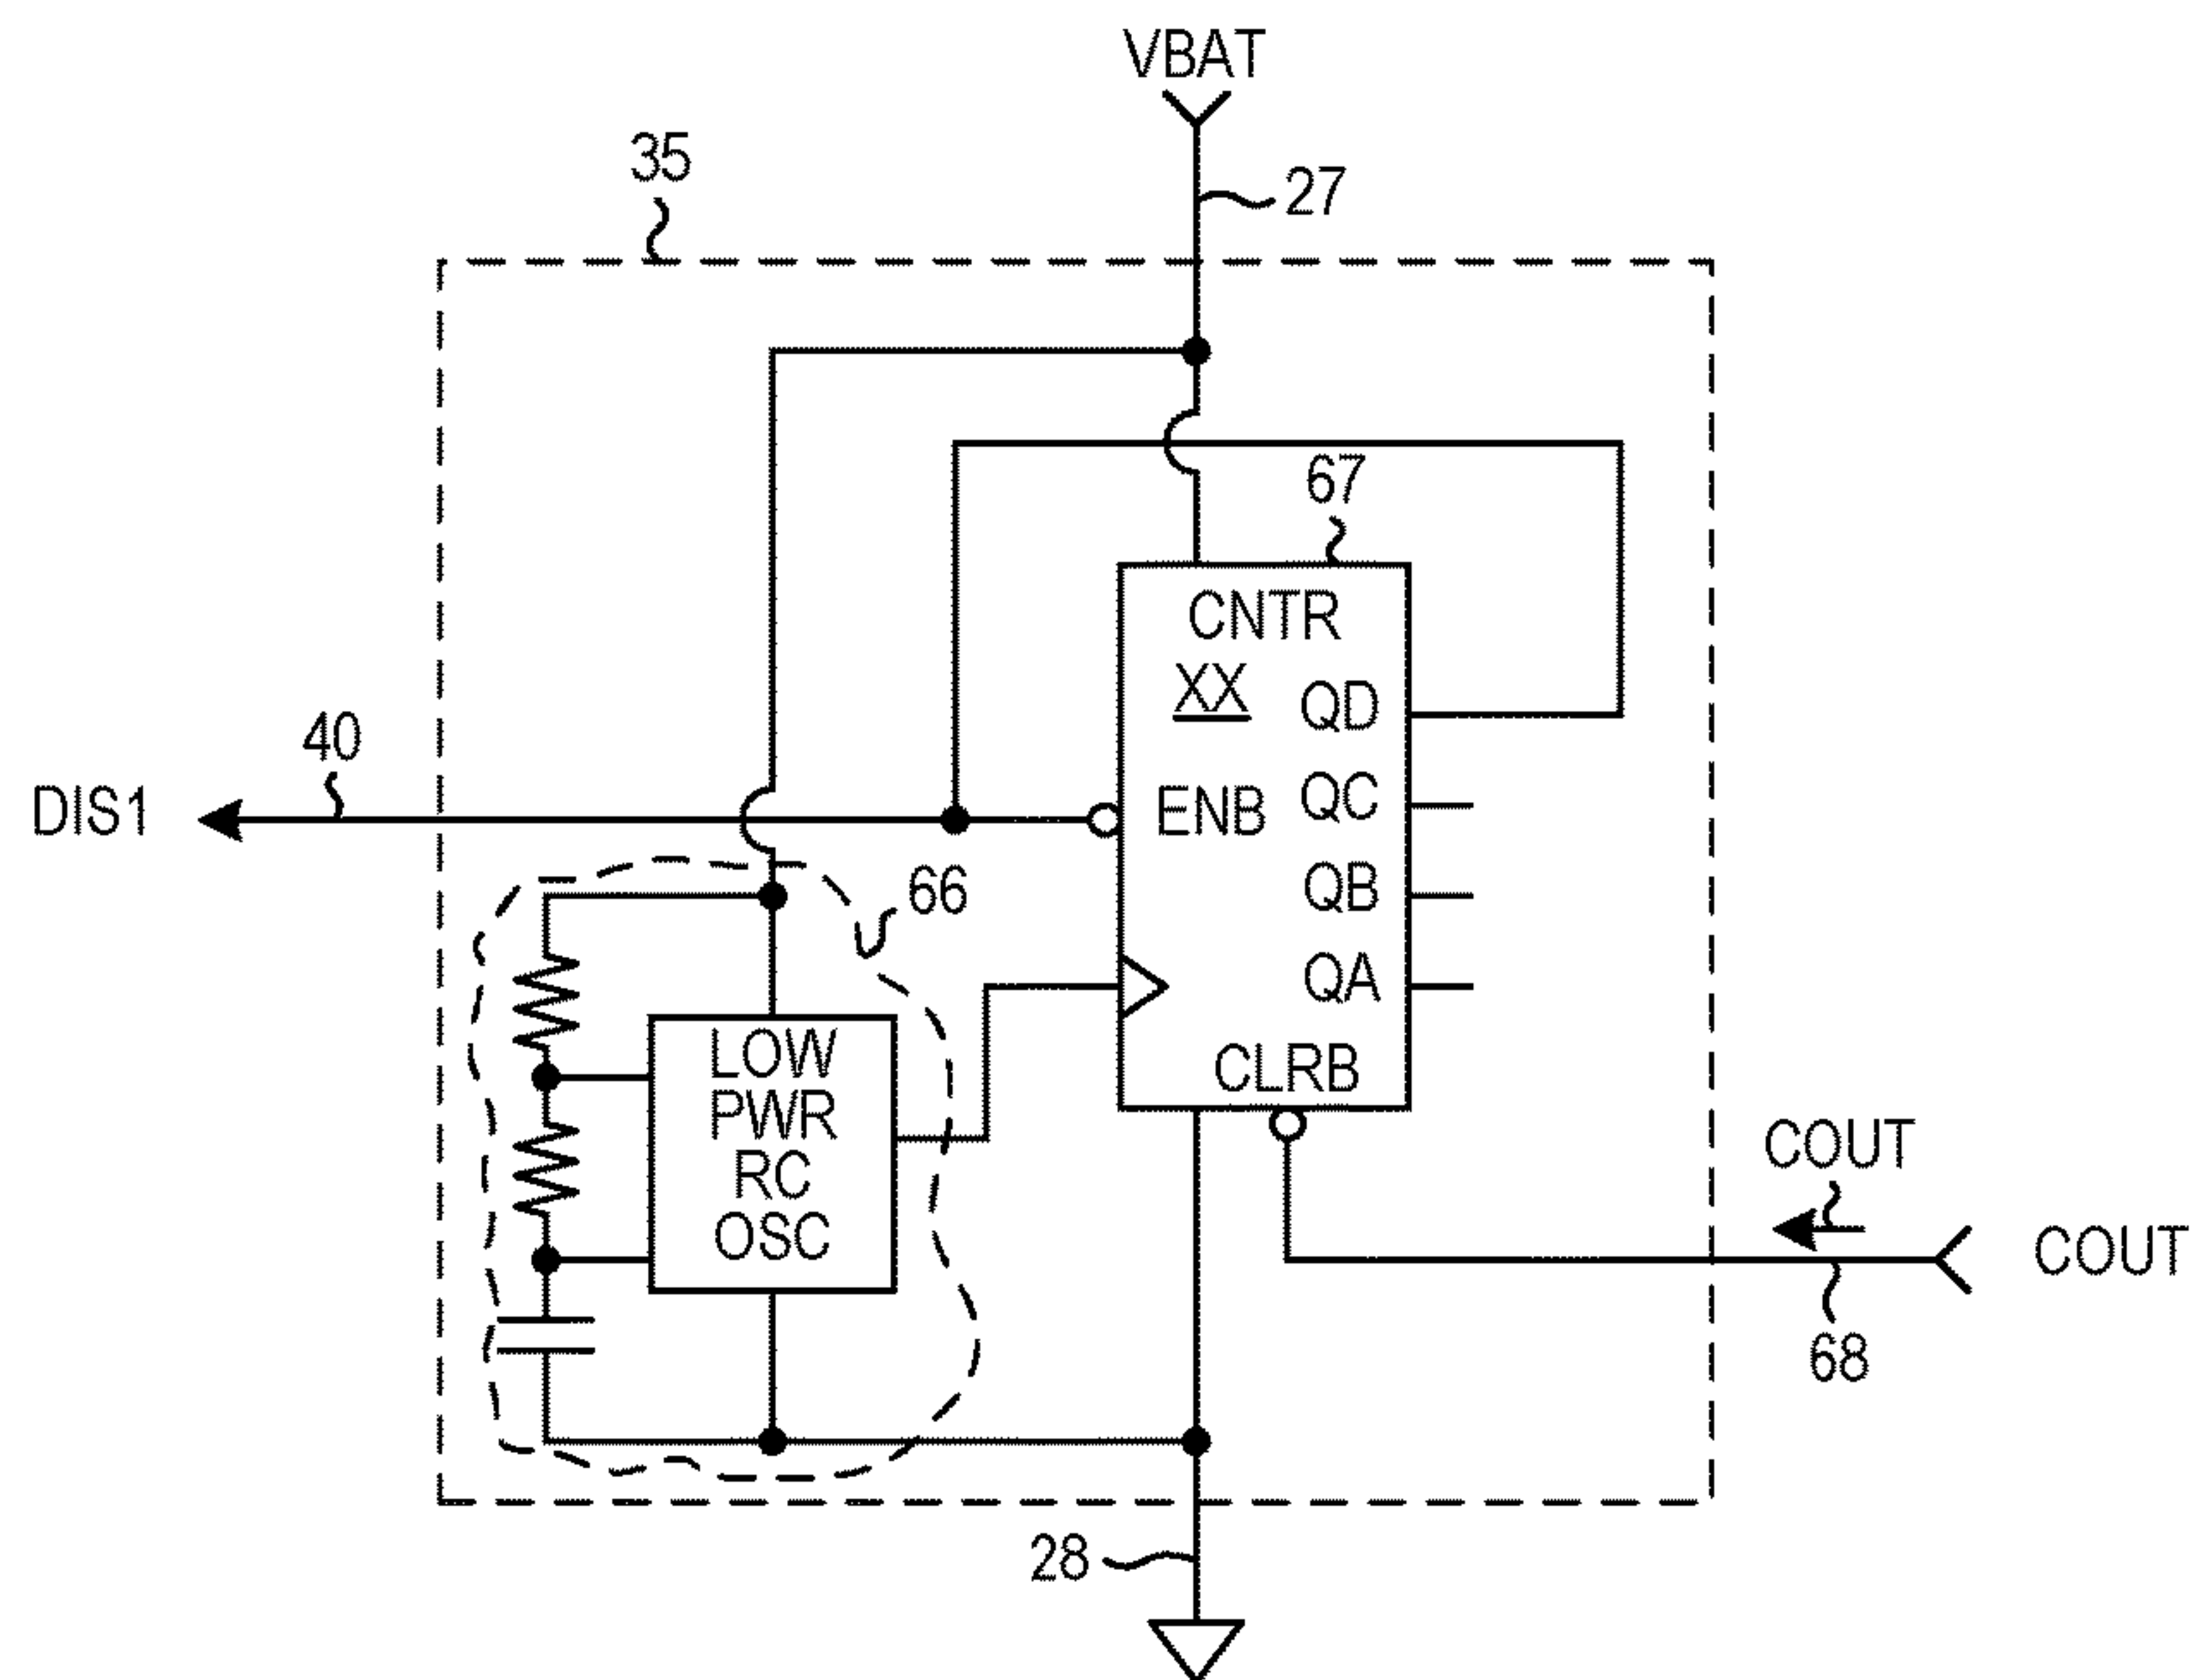 VBAT
35
27
67
CNTR
XX
QD
40
DIS1
ENB
QC
66
QB
QA
LOW
PWR
RC
OSC
CLRB
COUT
COUT
68
28